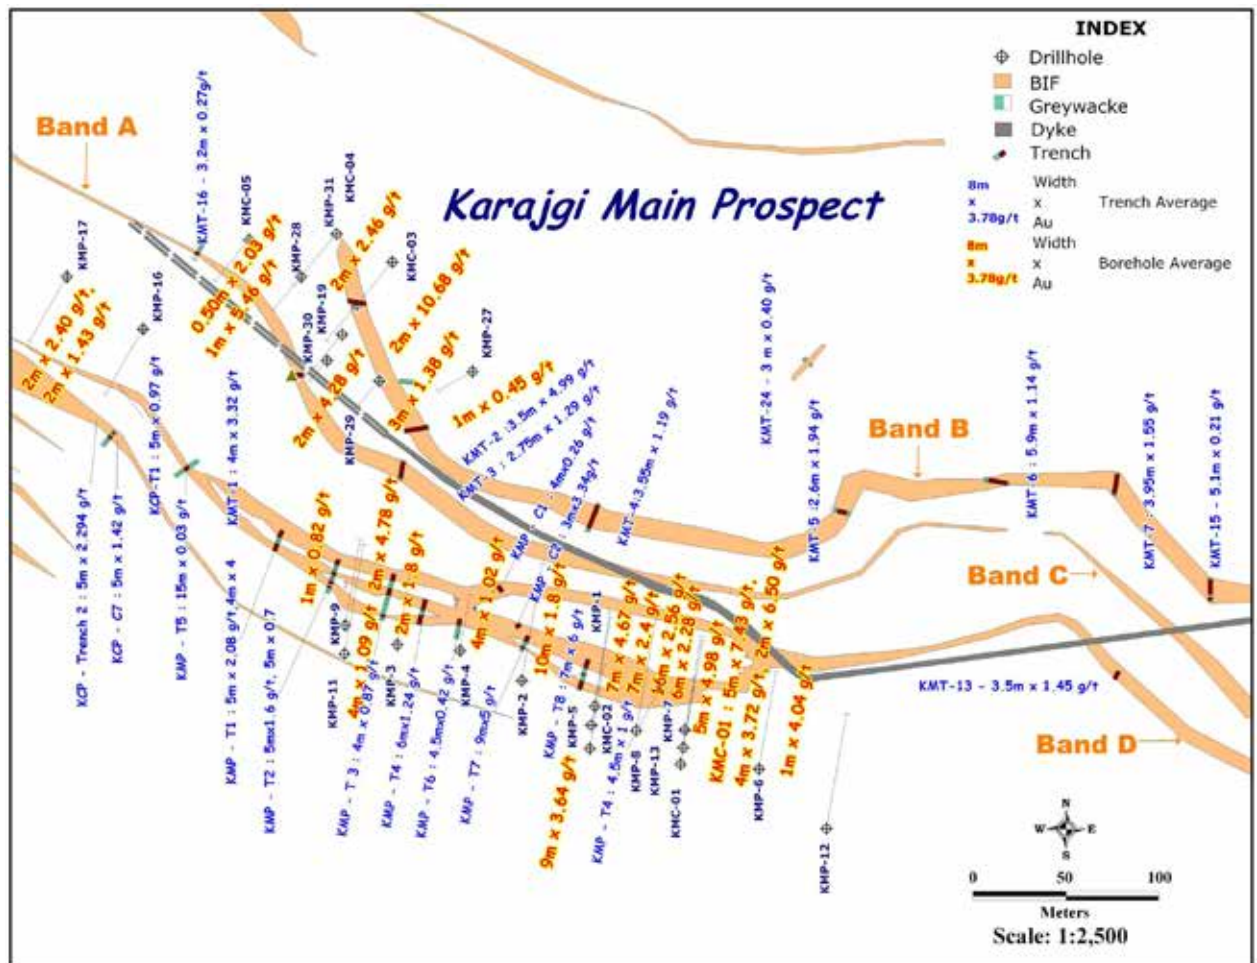 INDEX
Drillhole
BIF
Greywacke
Dyke
Trench
8m Width
x x Trench Average
3.78g/t Au
8m Width
x x Borehole Average
3.78g/t Au
Karajgi Main Prospect
Band A
Band B
Band C
Band D
KMT-16 - 3.2m x 0.27g/t
KMC-05
KMP-28
KMP-31
KMC-04
KMC-03
KMP-17
KMP-16
KMP-19
KMP-30
KMP-27
KMP-29
0.50m x 2.03 g/t
1m x 5.46 g/t
2m x 2.46 g/t
2m x 10.68 g/t
2m x 2.40 g/t.
2m x 1.43 g/t
2m x 4.28 g/t
3m x 1.38 g/t
1m x 0.45 g/t
KMT-2 :3.5m x 4.99 g/t
KMT-3 : 2.75m x 1.29 g/t
KMT-24 - 3 m x 0.40 g/t
KMT-4:3.55m x 1.19 g/t
KMT-5 :2.6m x 1.94 g/t
KMT-6 : 5.9m x 1.14 g/t
KMT-7 : 3.95m x 1.55 g/t
KMT-15 - 5.1m x 0.21 g/t
KMT-13 - 3.5m x 1.45 g/t
KCP-T1 : 5m x 0.97 g/t
KMT-1 : 4m x 3.32 g/t
KMP - C1 : 4mx0.26 g/t
KMP - C2 : 3mx3.34g/t
KCP - Trench 2 : 5m x 2.294 g/t
KCP - C7 : 5m x 1.42 g/t
KMP - T5 : 15m x 0.03 g/t
KMP - T1 : 5m x 2.08 g/t,4m x 4
KMP - T2 : 5mx1.6 g/t, 5m x 0.7
KMP - T 3 : 4m x 0.87 g/t
KMP - T4 : 6mx1.24 g/t
KMP - T6 : 4.5mx0.42 g/t
KMP - T7 : 9mx5 g/t
KMP - T8 : 7m x 6 g/t
KMP - T4 : 4.5m x 1 g/t
1m x 0.82 g/t
2m x 4.78 g/t
2m x 1.8 g/t
4m x 1.09 g/t
4m x 1.02 g/t
10m x 1.8 g/t
7m x 4.67 g/t
7m x 2.4 g/t
6m x 2.28 g/t
5m x 4.98 g/t
KMC-01 : 5m x 7.43 g/t,
4m x 3.72 g/t, 2m x 6.50 g/t
1m x 4.04 g/t
9m x 3.64 g/t
KMP-9
KMP-11
KMP-3
KMP-4
KMP-2
KMP-1
KMP-5
KMC-02
KMP-8
KMP-13
KMP-7
KMC-01
KMP-6
KMP-12
N
W E
S
0 50 100
Meters
Scale: 1:2,500